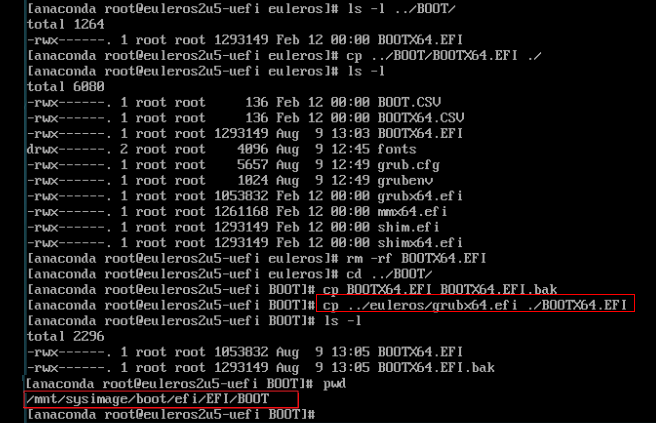 [anaconda root@euleros2u5-uefi euleros]# ls -l ../BOOT/
total 1264
-rwx------. 1 root root 1293149 Feb 12 00:00 BOOTX64.EFI
[anaconda root@euleros2u5-uefi euleros]# cp ../BOOT/BOOTX64.EFI ./
[anaconda root@euleros2u5-uefi euleros]# ls -l
total 6080
-rwx------. 1 root root     136 Feb 12 00:00 BOOT.CSV
-rwx------. 1 root root     136 Feb 12 00:00 BOOTX64.CSV
-rwx------. 1 root root 1293149 Aug  9 13:03 BOOTX64.EFI
drwx------. 2 root root    4096 Aug  9 12:45 fonts
-rwx------. 1 root root    5657 Aug  9 12:49 grub.cfg
-rwx------. 1 root root    1024 Aug  9 12:49 grubenv
-rwx------. 1 root root 1053832 Feb 12 00:00 grubx64.efi
-rwx------. 1 root root 1261168 Feb 12 00:00 mmx64.efi
-rwx------. 1 root root 1293149 Feb 12 00:00 shim.efi
-rwx------. 1 root root 1293149 Feb 12 00:00 shimx64.efi
[anaconda root@euleros2u5-uefi euleros]# rm -rf BOOTX64.EFI
[anaconda root@euleros2u5-uefi euleros]# cd ../BOOT/
[anaconda root@euleros2u5-uefi BOOT]# cp BOOTX64.EFI BOOTX64.EFI.bak
[anaconda root@euleros2u5-uefi BOOT]# cp ../euleros/grubx64.efi ./BOOTX64.EFI
[anaconda root@euleros2u5-uefi BOOT]# ls -l
total 2296
-rwx------. 1 root root 1053832 Aug  9 13:05 BOOTX64.EFI
-rwx------. 1 root root 1293149 Aug  9 13:05 BOOTX64.EFI.bak
[anaconda root@euleros2u5-uefi BOOT]# pwd
/mnt/sysimage/boot/efi/EFI/BOOT
[anaconda root@euleros2u5-uefi BOOT]#